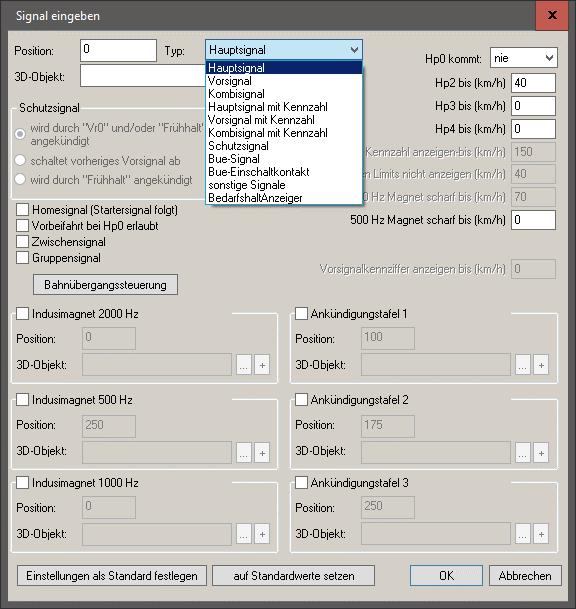 Signal eingeben
Position: 0 Typ: Hauptsignal
Hp0 kommt: nie
3D-Objekt:
Hauptsignal
Vorsignal
Kombisignal
Hauptsignal mit Kennzahl
Vorsignal mit Kennzahl
Kombisignal mit Kennzahl
Schutzsignal
Bue-Signal
Bue-Einschaltkontakt
sonstige Signale
BedarfshaltAnzeiger
Hp2 bis (km/h) 40
Hp3 bis (km/h) 0
Hp4 bis (km/h) 0
Kennzahl anzeigen bis (km/h) 150
Limits nicht anzeigen (km/h) 40
Hz Magnet scharf bis (km/h) 70
500 Hz Magnet scharf bis (km/h) 0
Vorsignalkennziffer anzeigen bis (km/h) 0
Schutzsignal
wird durch "Vr0" und/oder "Frühhalt"
angekündigt
schaltet vorheriges Vorsignal ab
wird durch "Frühhalt" angekündigt
Homesignal (Startersignal folgt)
Vorbeifahrt bei Hp0 erlaubt
Zwischensignal
Gruppensignal
Bahnübergangssteuerung
Indusimagnet 2000 Hz
Position: 0
3D-Objekt: ... +
Ankündigungstafel 1
Position: 100
3D-Objekt: ... +
Indusimagnet 500 Hz
Position: 250
3D-Objekt: ... +
Ankündigungstafel 2
Position: 175
3D-Objekt: ... +
Indusimagnet 1000 Hz
Position: 0
3D-Objekt: ... +
Ankündigungstafel 3
Position: 250
3D-Objekt: ... +
Einstellungen als Standard festlegen
auf Standardwerte setzen
OK
Abbrechen